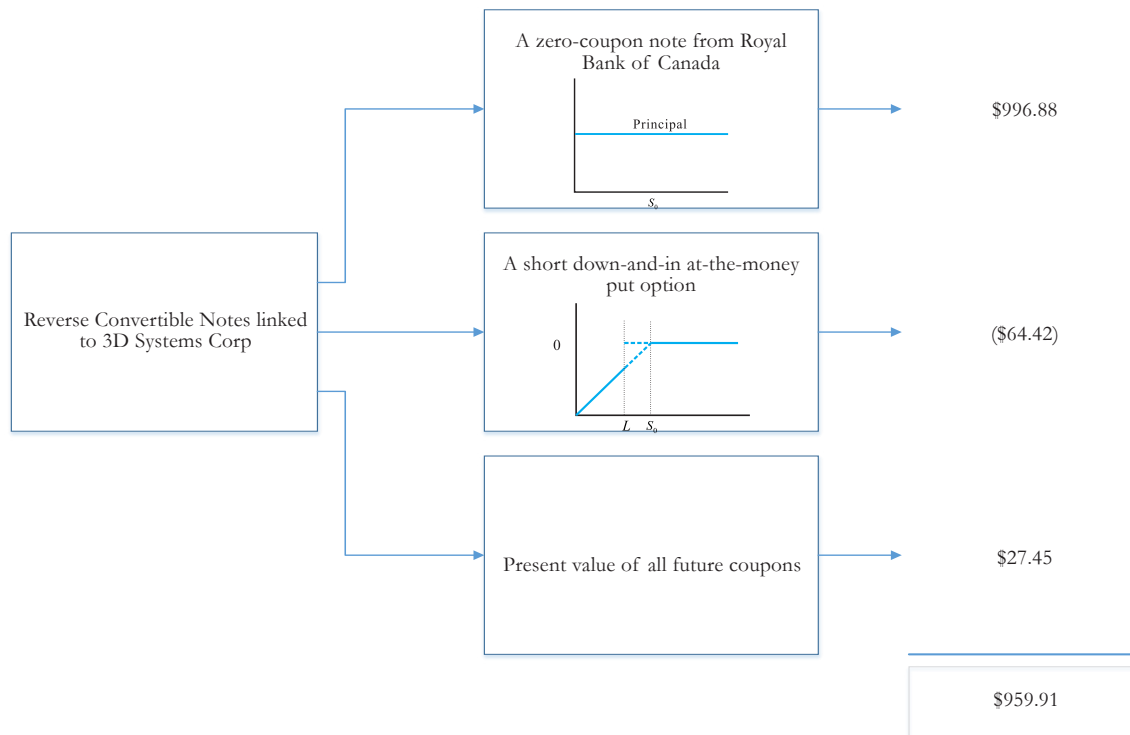 A zero-coupon note from Royal
Bank of Canada
Principal
S₀
$996.88
Reverse Convertible Notes linked
to 3D Systems Corp
A short down-and-in at-the-money
put option
0
L S₀
($64.42)
Present value of all future coupons
$27.45
$959.91